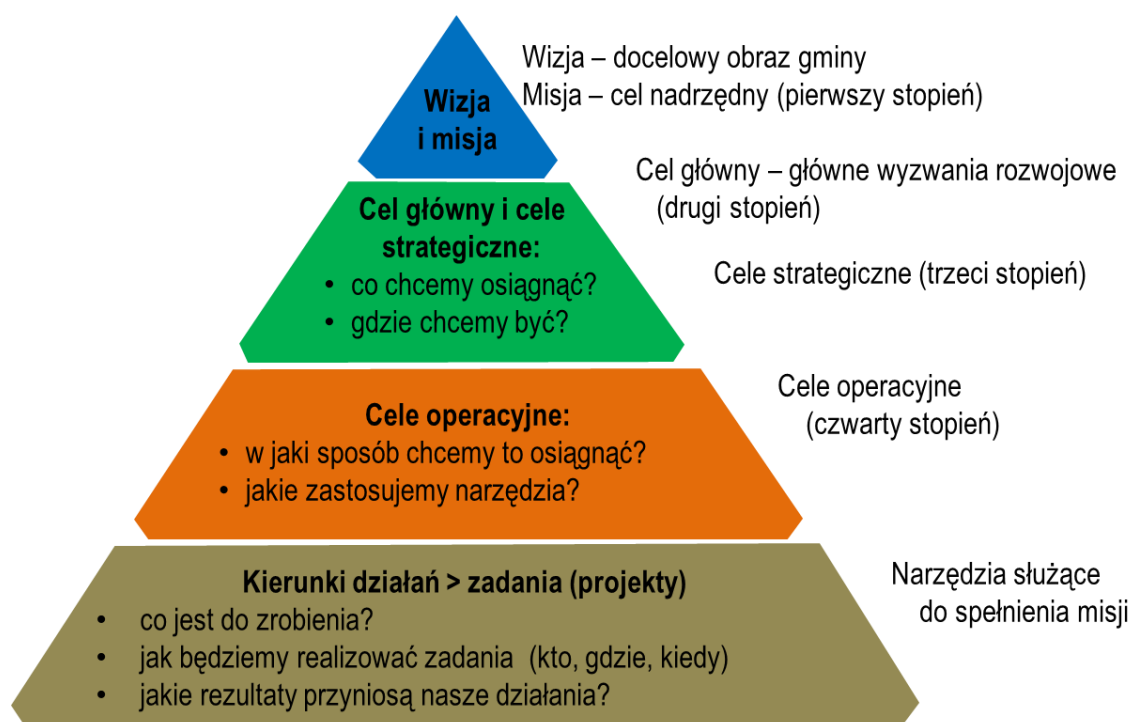 Wizja
i misja
Wizja – docelowy obraz gminy
Misja – cel nadrzędny (pierwszy stopień)
Cel główny i cele
strategiczne:
• co chcemy osiągnąć?
• gdzie chcemy być?
Cel główny – główne wyzwania rozwojowe
(drugi stopień)
Cele strategiczne (trzeci stopień)
Cele operacyjne:
• w jaki sposób chcemy to osiągnąć?
• jakie zastosujemy narzędzia?
Cele operacyjne
(czwarty stopień)
Kierunki działań > zadania (projekty)
• co jest do zrobienia?
• jak będziemy realizować zadania (kto, gdzie, kiedy)
• jakie rezultaty przyniosą nasze działania?
Narzędzia służące
do spełnienia misji